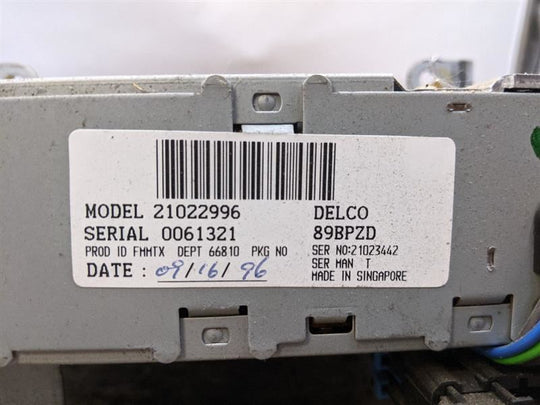 MODEL 21022996 DELCO
SERIAL 0061321 89BPZD
PROD ID FMMTX DEPT 66810 PKG NO SER NO:21023442
SER MAN T
DATE : 09/16/96 MADE IN SINGAPORE